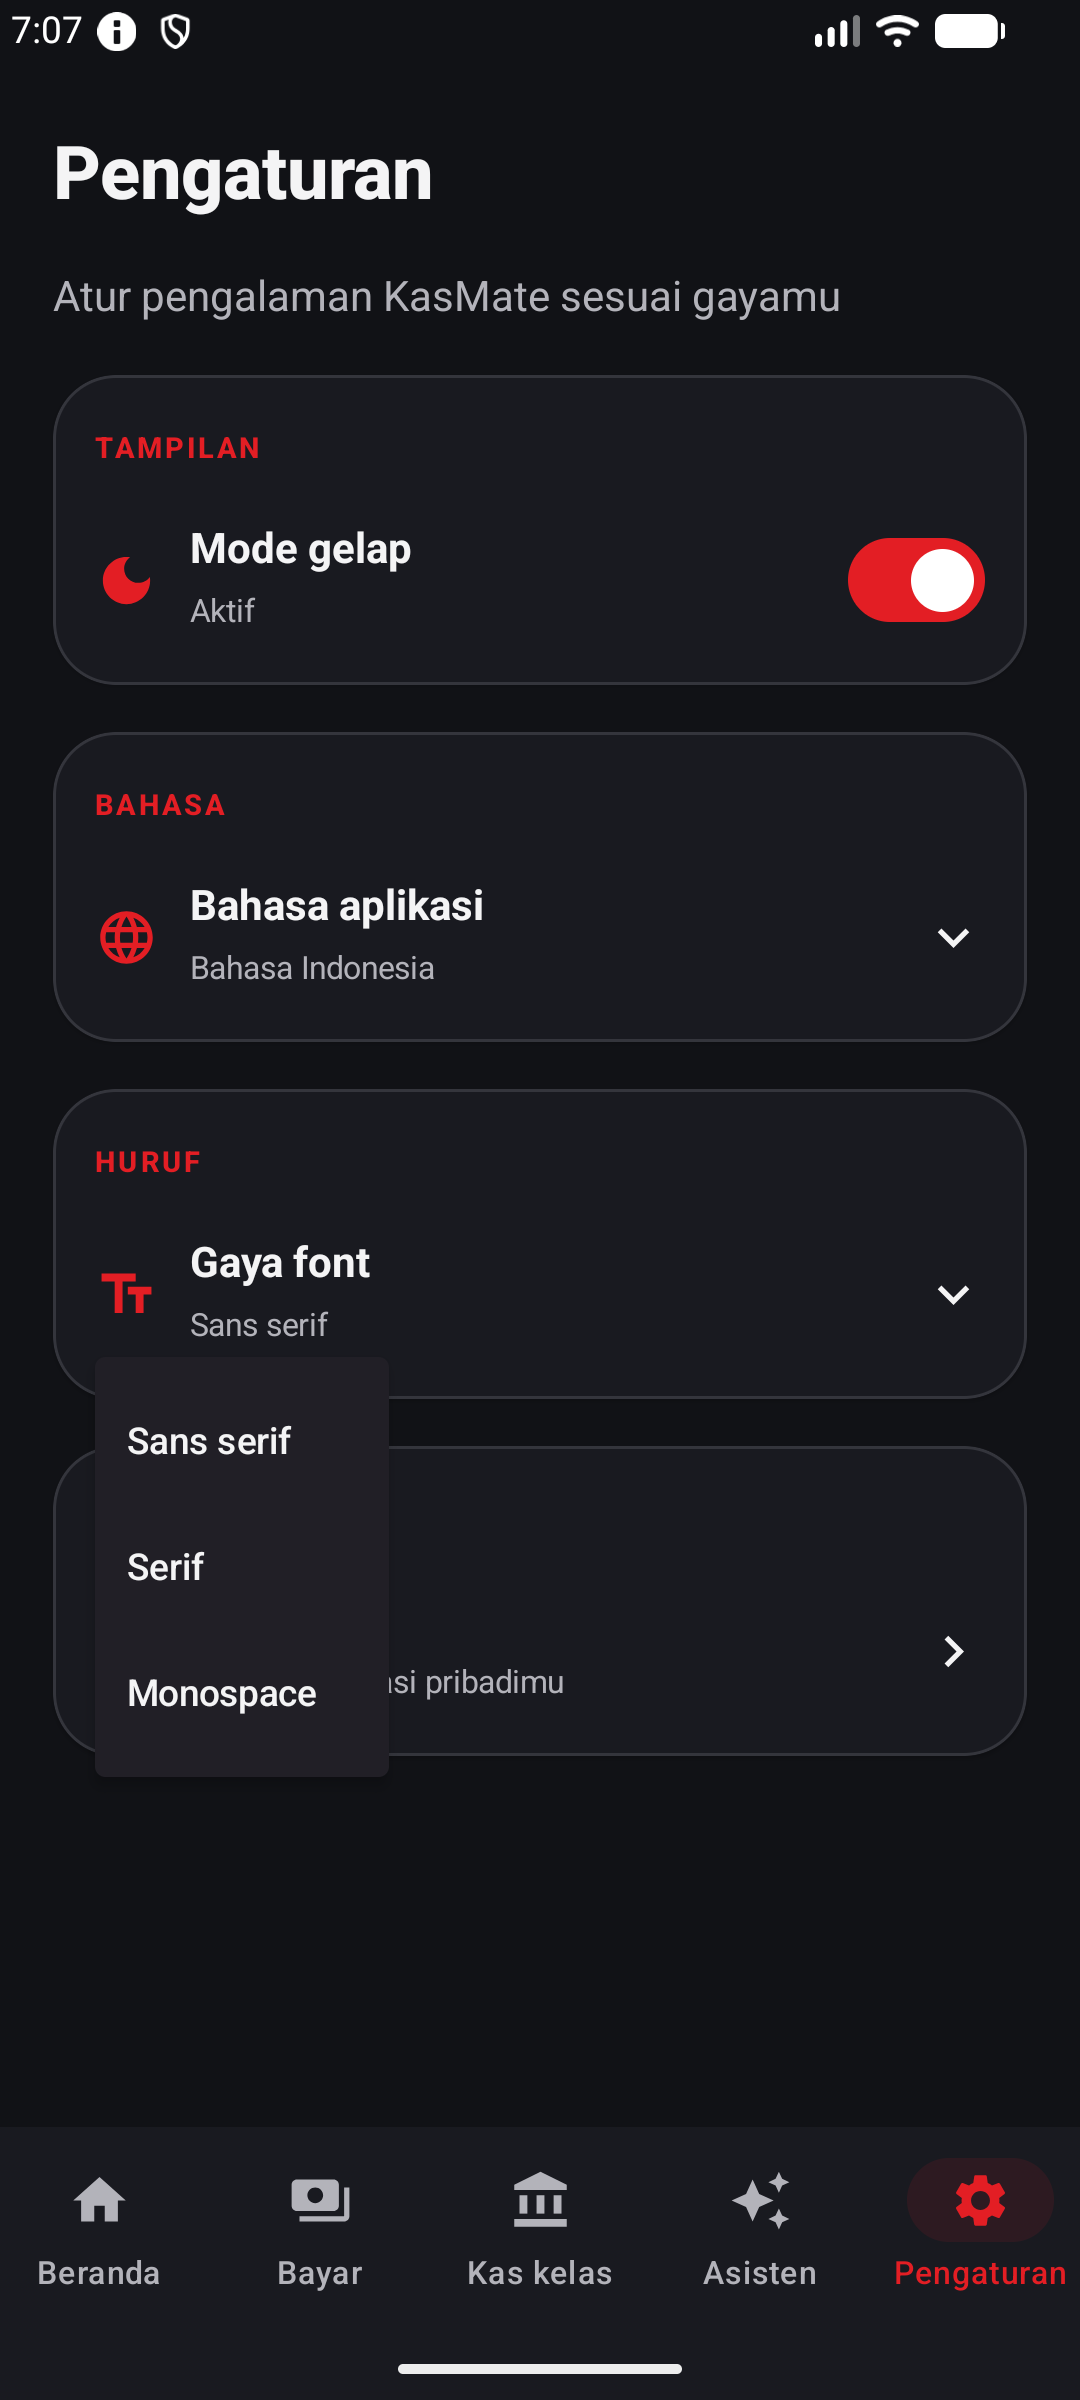 7:07
Pengaturan
Atur pengalaman KasMate sesuai gayamu
TAMPILAN
Mode gelap
Aktif
BAHASA
Bahasa aplikasi
Bahasa Indonesia
HURUF
Gaya font
Sans serif
Sans serif
Serif
Monospace
pribadimu
Beranda
Bayar
Kas kelas
Asisten
Pengaturan